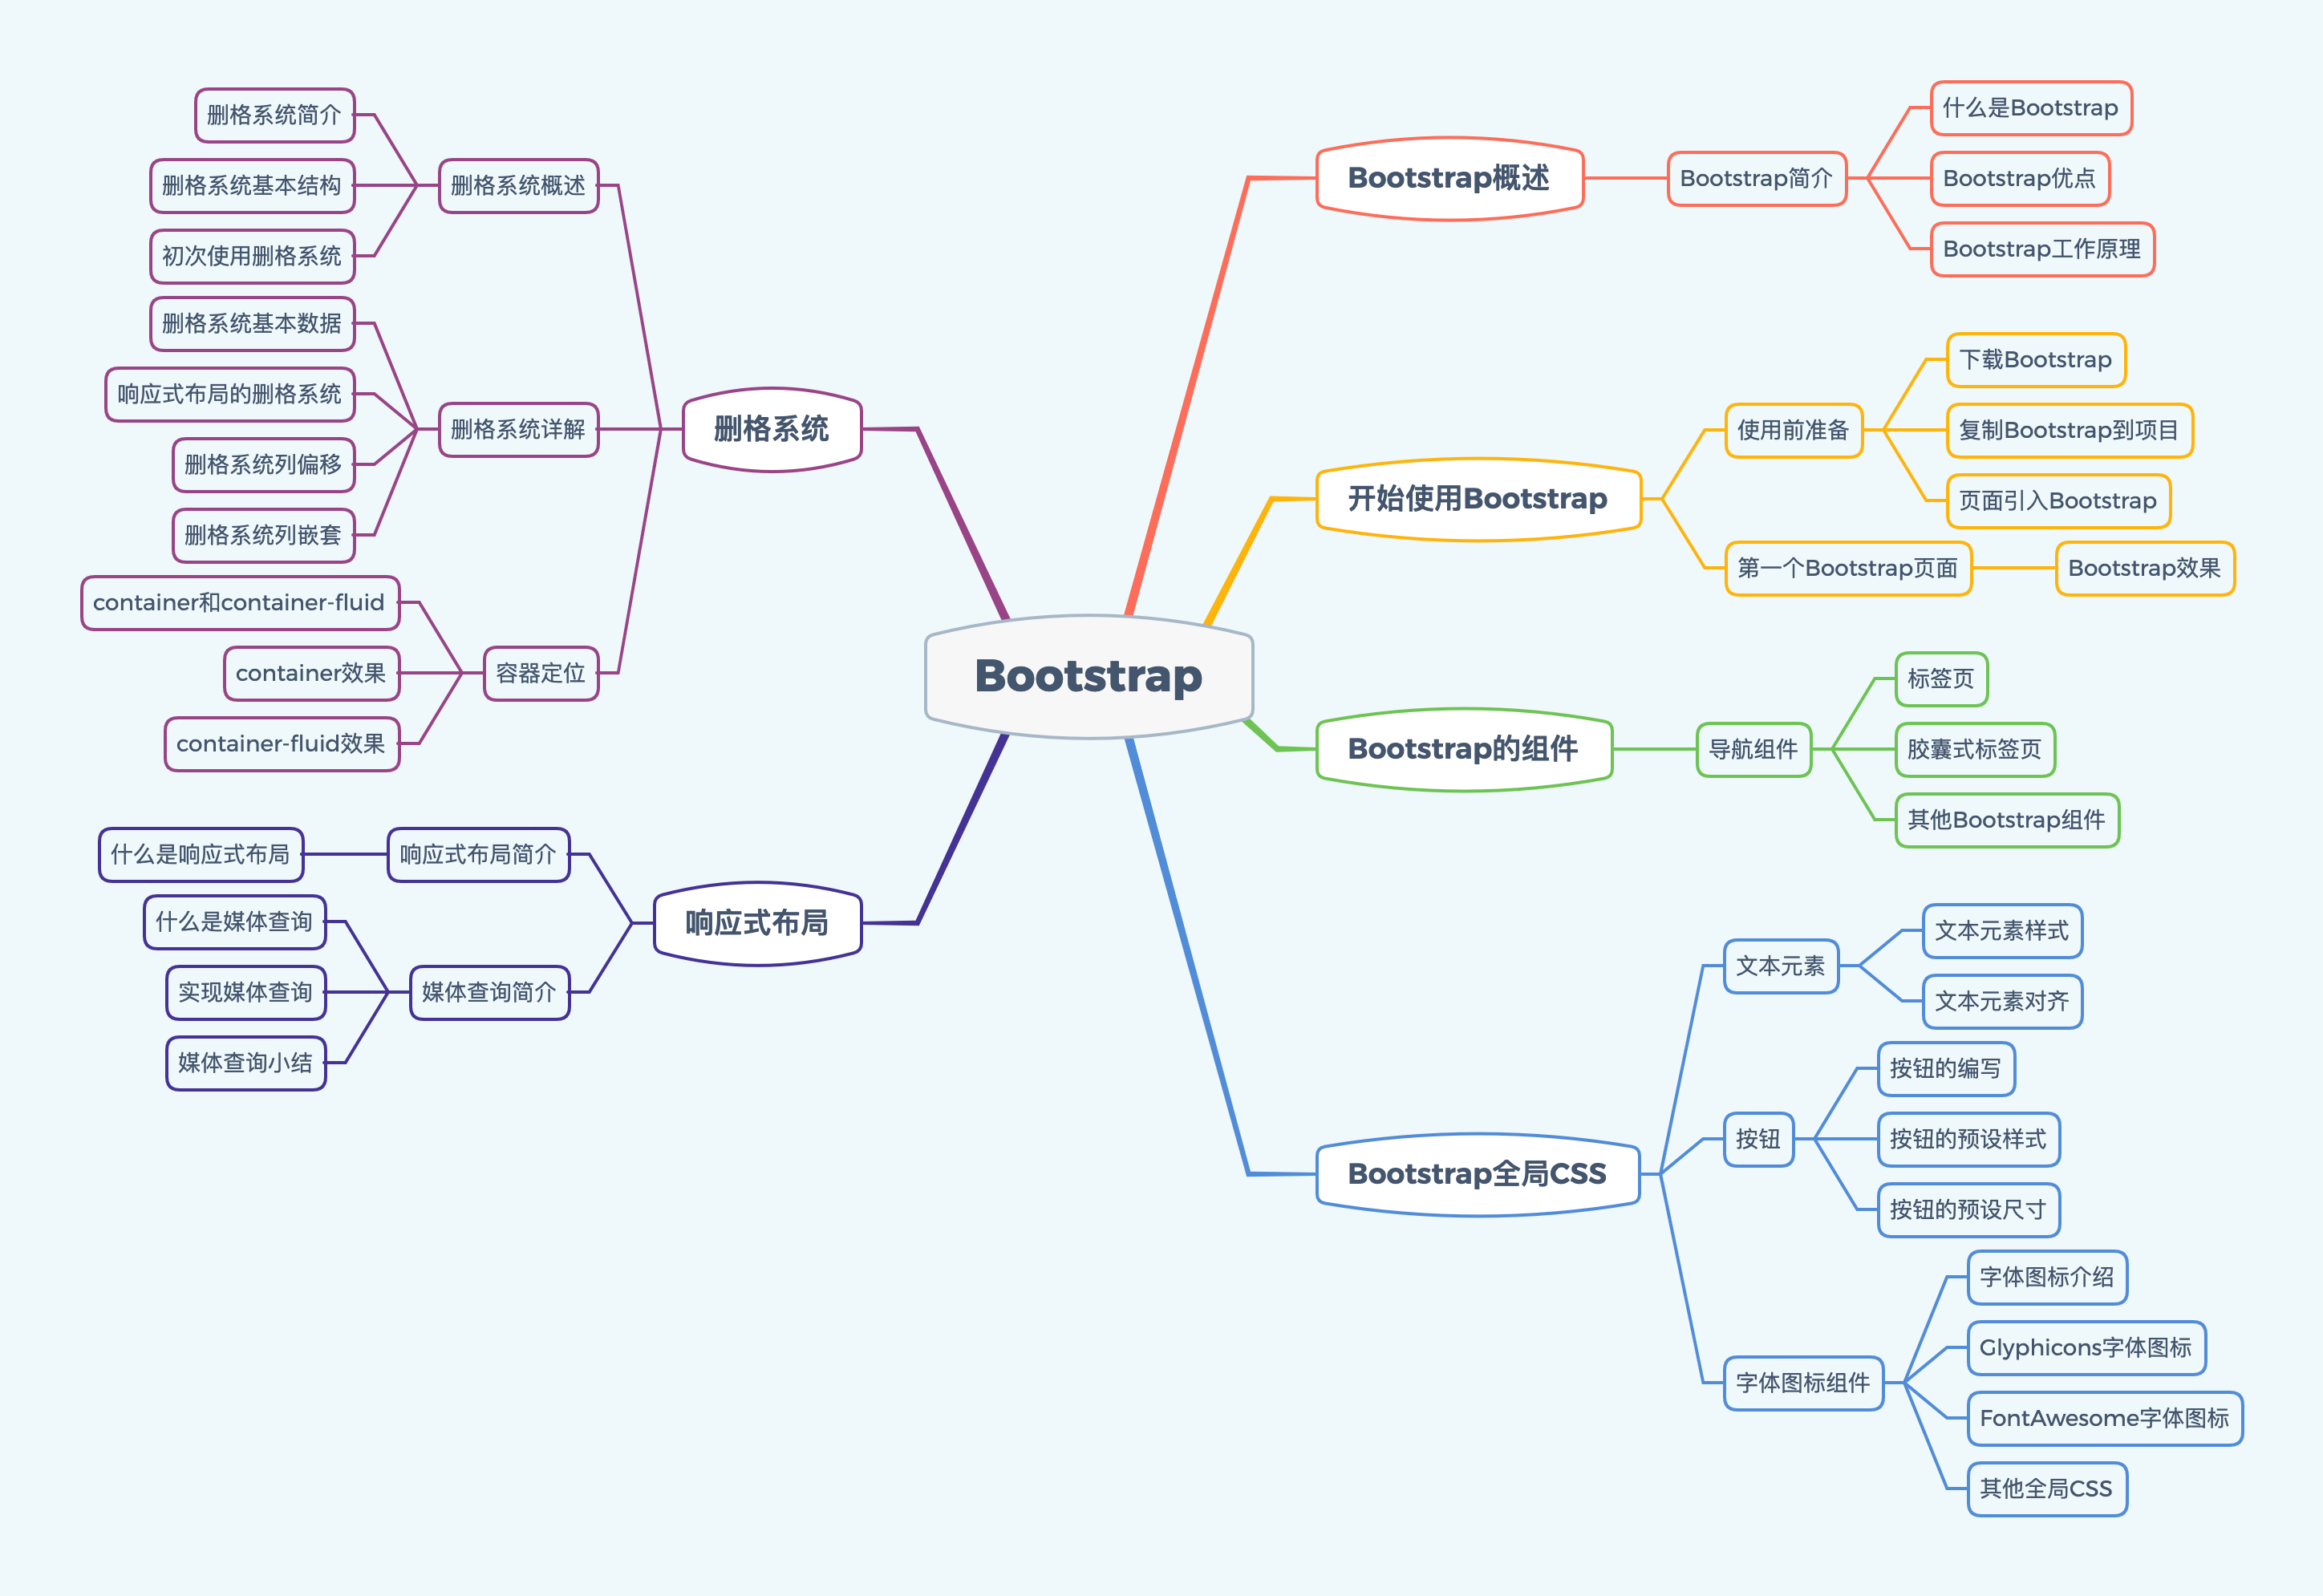 Bootstrap
Bootstrap概述
Bootstrap简介
什么是Bootstrap
Bootstrap优点
Bootstrap工作原理
开始使用Bootstrap
使用前准备
下载Bootstrap
复制Bootstrap到项目
页面引入Bootstrap
第一个Bootstrap页面
Bootstrap效果
Bootstrap的组件
导航组件
标签页
胶囊式标签页
其他Bootstrap组件
Bootstrap全局CSS
文本元素
文本元素样式
文本元素对齐
按钮
按钮的编写
按钮的预设样式
按钮的预设尺寸
字体图标组件
字体图标介绍
Glyphicons字体图标
FontAwesome字体图标
其他全局CSS
删格系统
删格系统概述
删格系统简介
删格系统基本结构
初次使用删格系统
删格系统详解
删格系统基本数据
响应式布局的删格系统
删格系统列偏移
删格系统列嵌套
容器定位
container和container-fluid
container效果
container-fluid效果
响应式布局
响应式布局简介
什么是响应式布局
媒体查询简介
什么是媒体查询
实现媒体查询
媒体查询小结